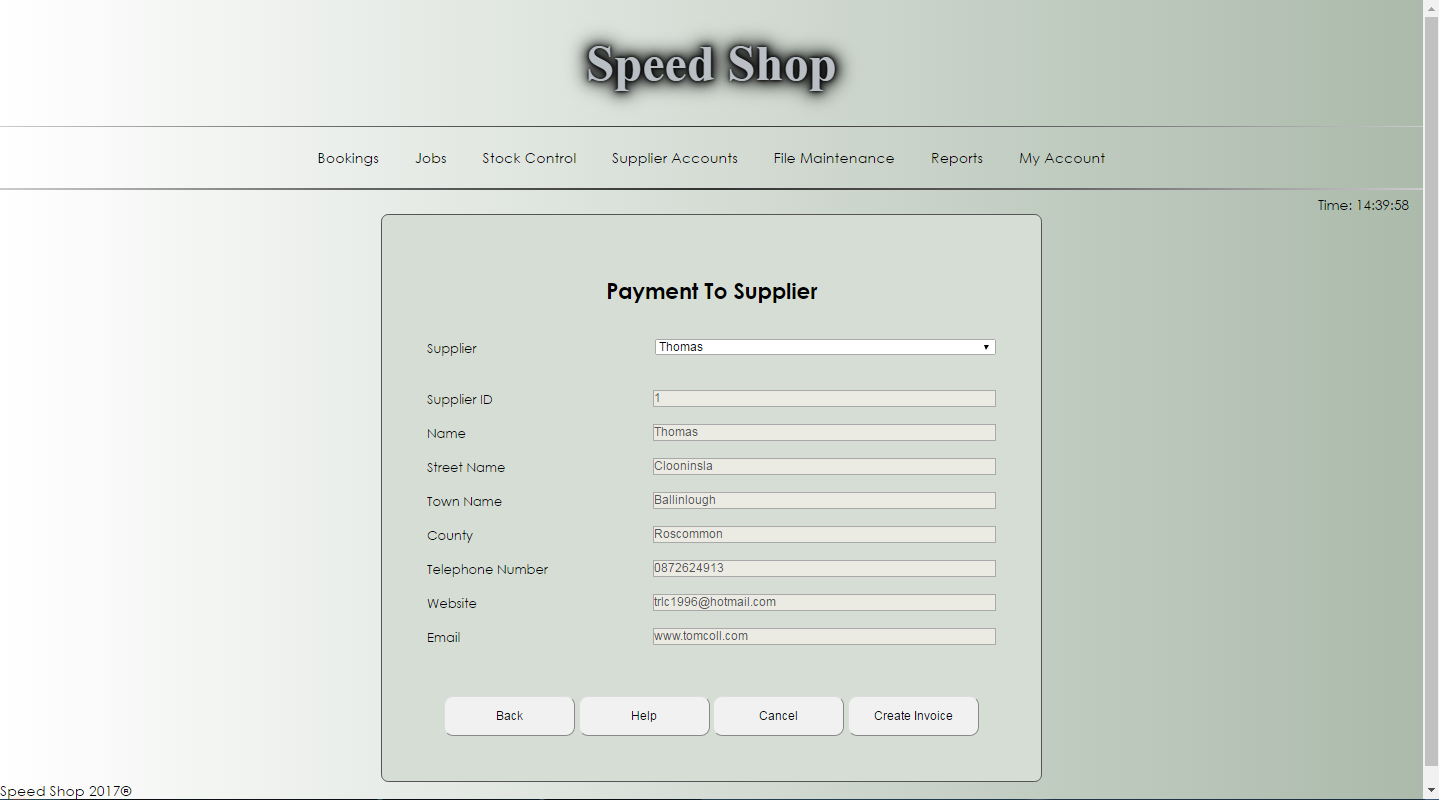 Speed Shop
Bookings Jobs Stock Control Supplier Accounts File Maintenance Reports My Account
Time: 14:39:58
Payment To Supplier
Supplier Thomas
Supplier ID 1
Name Thomas
Street Name Clooninsla
Town Name Ballinlough
County Roscommon
Telephone Number 0872624913
Website trlc1996@hotmail.com
Email www.tomcoll.com
Back Help Cancel Create Invoice
Speed Shop 2017®